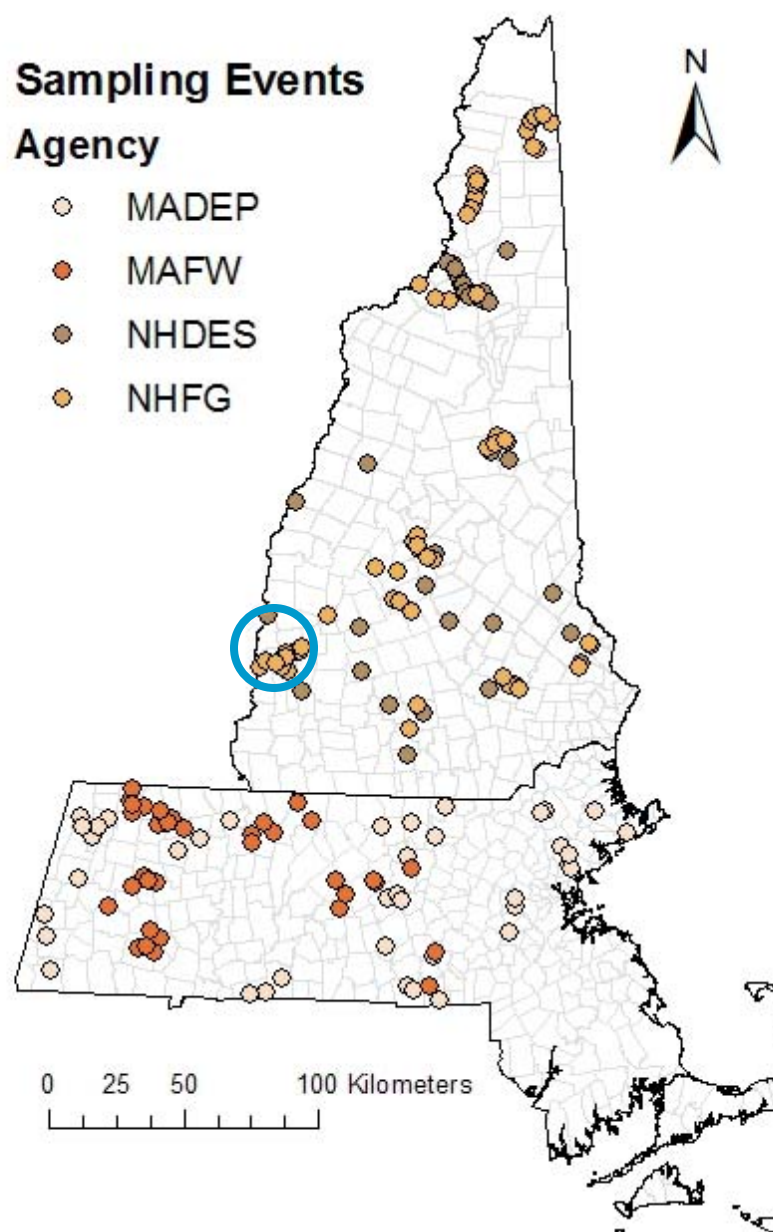 Sampling Events
Agency
MADEP
MAFW
NHDES
NHFG
N
0 25 50 100 Kilometers